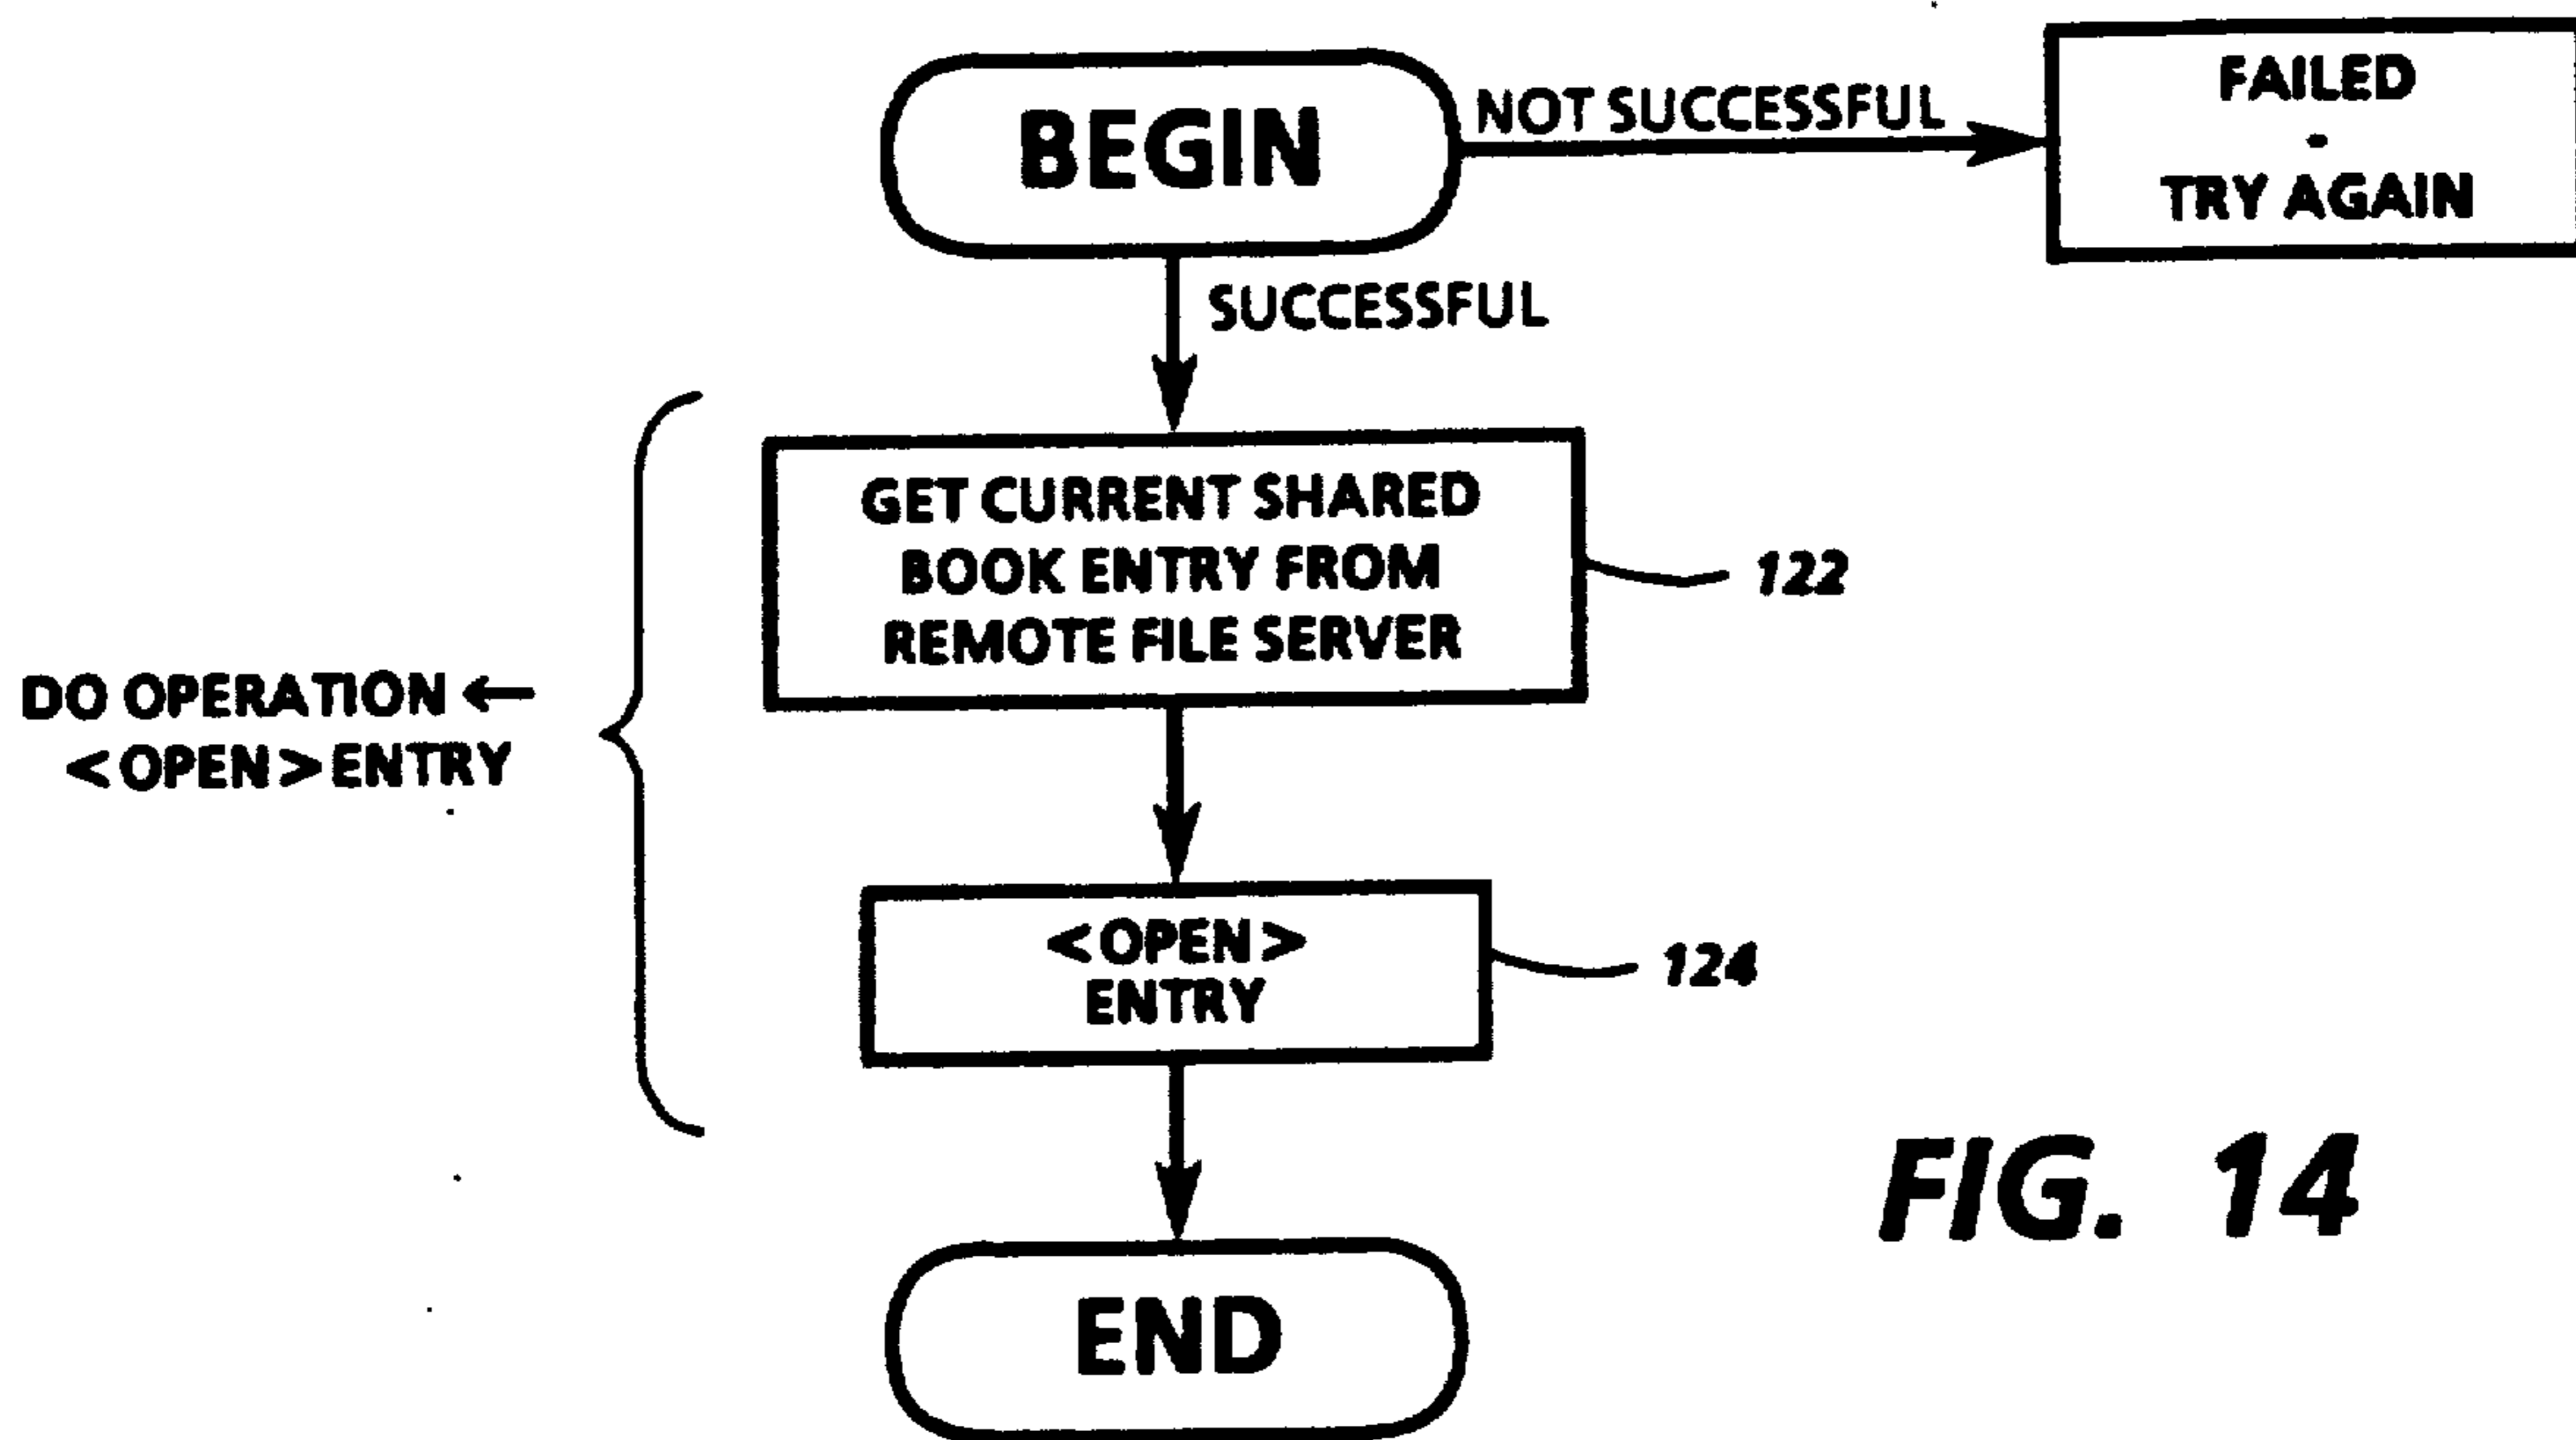 BEGIN
NOT SUCCESSFUL
FAILED
-
TRY AGAIN
SUCCESSFUL
GET CURRENT SHARED
BOOK ENTRY FROM
REMOTE FILE SERVER
122
DO OPERATION ←
<OPEN> ENTRY
<OPEN>
ENTRY
124
END
FIG. 14